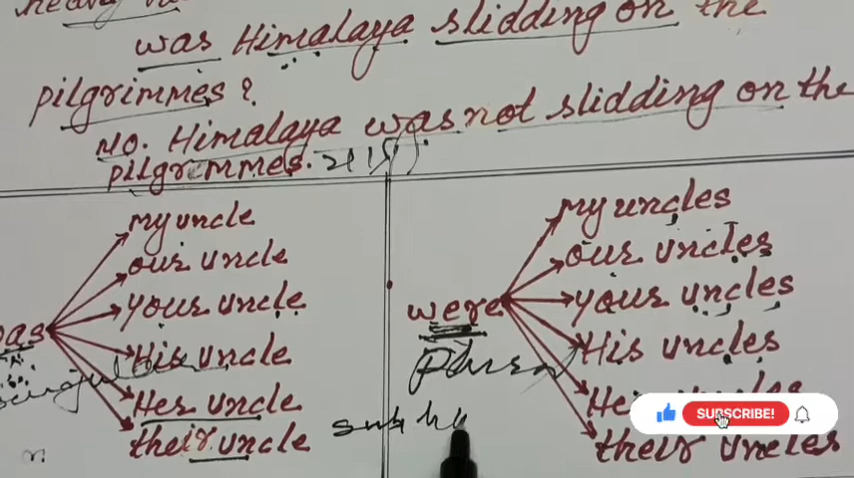 was Himalaya slidding on the
pilgrimmes?
No. Himalaya was not slidding on the
pilgrimmes.
my uncle
our uncle
your uncle
His uncle
Her uncle
their uncle
were
my uncles
our uncles
your uncles
His uncles
their uncles
SUBSCRIBE!